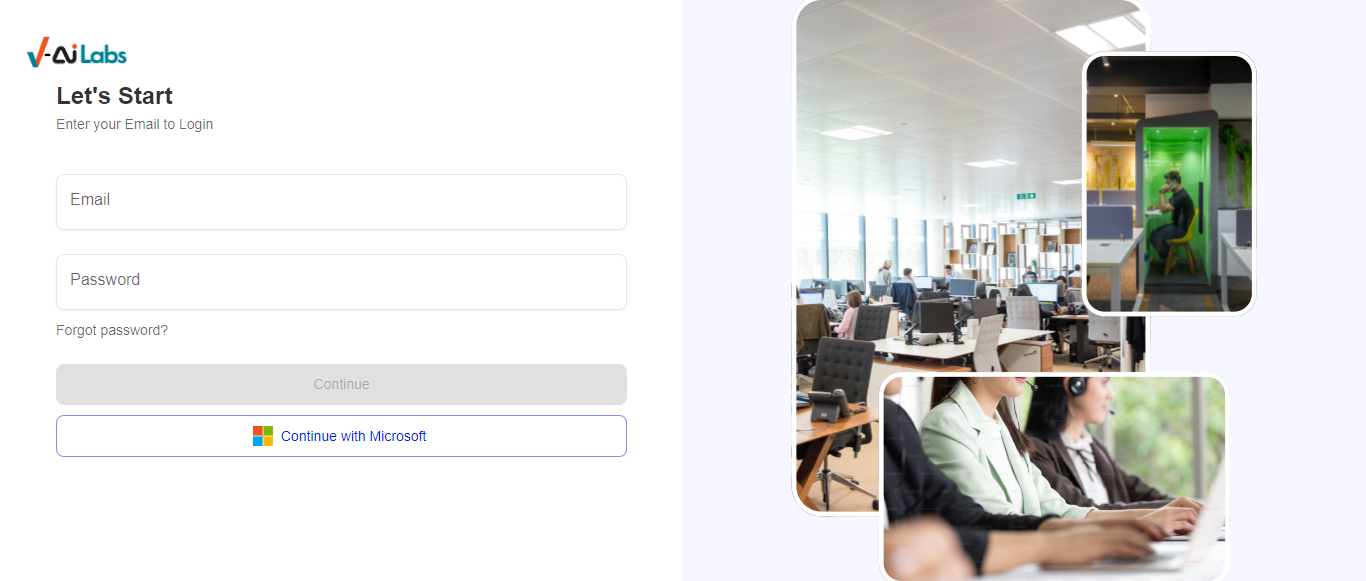 V-Ai Labs
Let's Start
Enter your Email to Login
Email
Password
Forgot password?
Continue
Continue with Microsoft